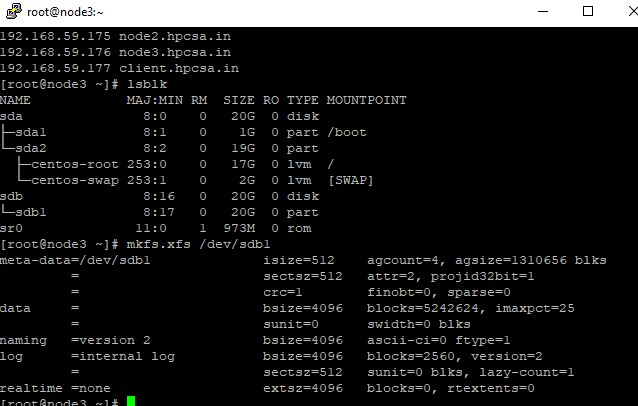 root@node3:~
192.168.59.175 node2.hpcsa.in
192.168.59.176 node3.hpcsa.in
192.168.59.177 client.hpcsa.in
[root@node3 ~]# lsblk
NAME            MAJ:MIN RM  SIZE RO TYPE MOUNTPOINT
sda               8:0    0   20G  0 disk
├─sda1            8:1    0    1G  0 part /boot
└─sda2            8:2    0   19G  0 part
  ├─centos-root 253:0    0   17G  0 lvm  /
  └─centos-swap 253:1    0    2G  0 lvm  [SWAP]
sdb               8:16   0   20G  0 disk
└─sdb1            8:17   0   20G  0 part
sr0              11:0    1  973M  0 rom
[root@node3 ~]# mkfs.xfs /dev/sdb1
meta-data=/dev/sdb1              isize=512    agcount=4, agsize=1310656 blks
         =                       sectsz=512   attr=2, projid32bit=1
         =                       crc=1        finobt=0, sparse=0
data     =                       bsize=4096   blocks=5242624, imaxpct=25
         =                       sunit=0      swidth=0 blks
naming   =version 2              bsize=4096   ascii-ci=0 ftype=1
log      =internal log           bsize=4096   blocks=2560, version=2
         =                       sectsz=512   sunit=0 blks, lazy-count=1
realtime =none                   extsz=4096   blocks=0, rtextents=0
[root@node3 ~]#